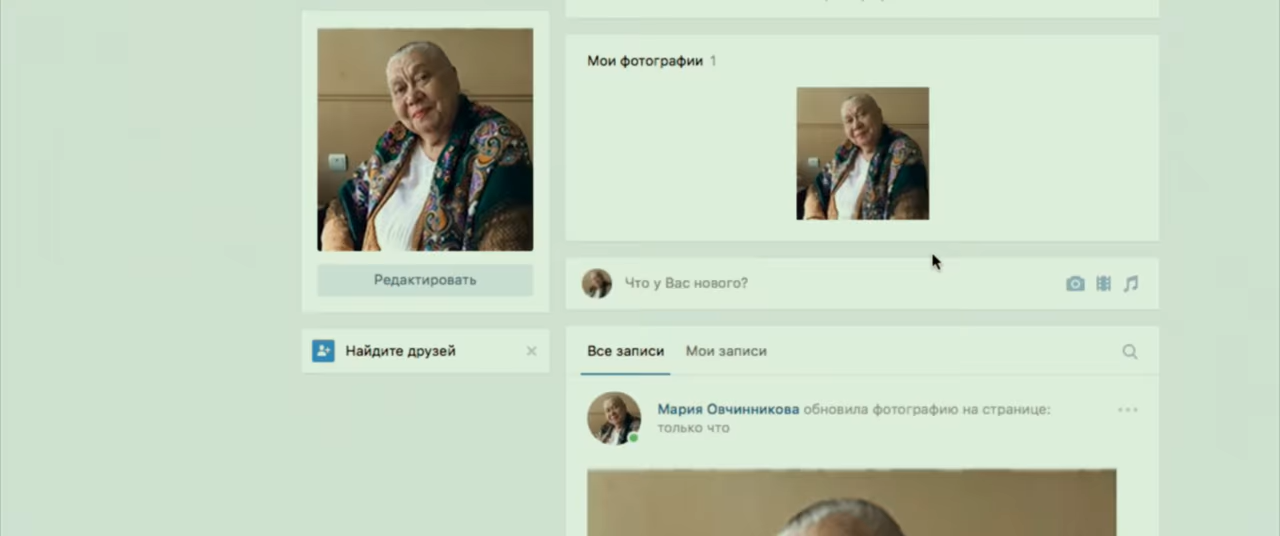 Мои фотографии 1
Редактировать
Что у Вас нового?
Найдите друзей
Все записи Мои записи
Мария Овчинникова обновила фотографию на странице:
только что